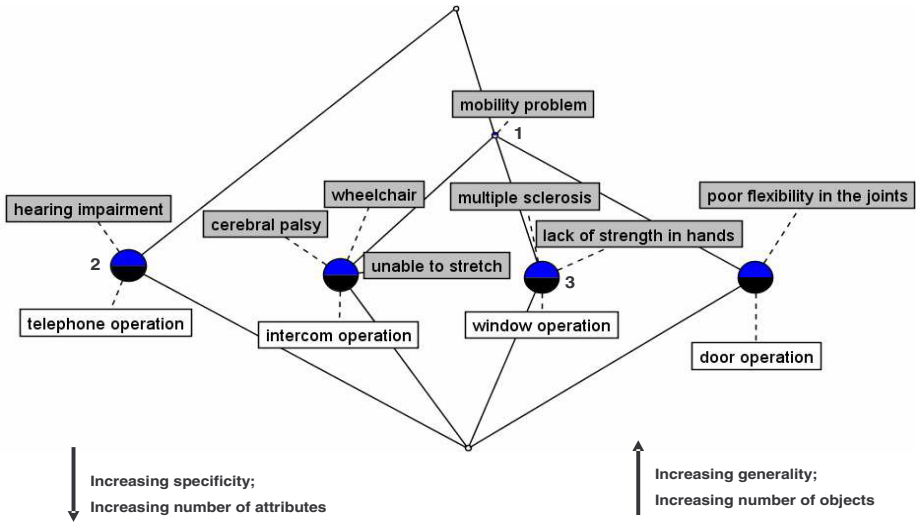 mobility problem
1
wheelchair
multiple sclerosis
poor flexibility in the joints
hearing impairment
cerebral palsy
lack of strength in hands
2
unable to stretch
3
telephone operation
intercom operation
window operation
door operation
Increasing specificity;
Increasing number of attributes
Increasing generality;
Increasing number of objects